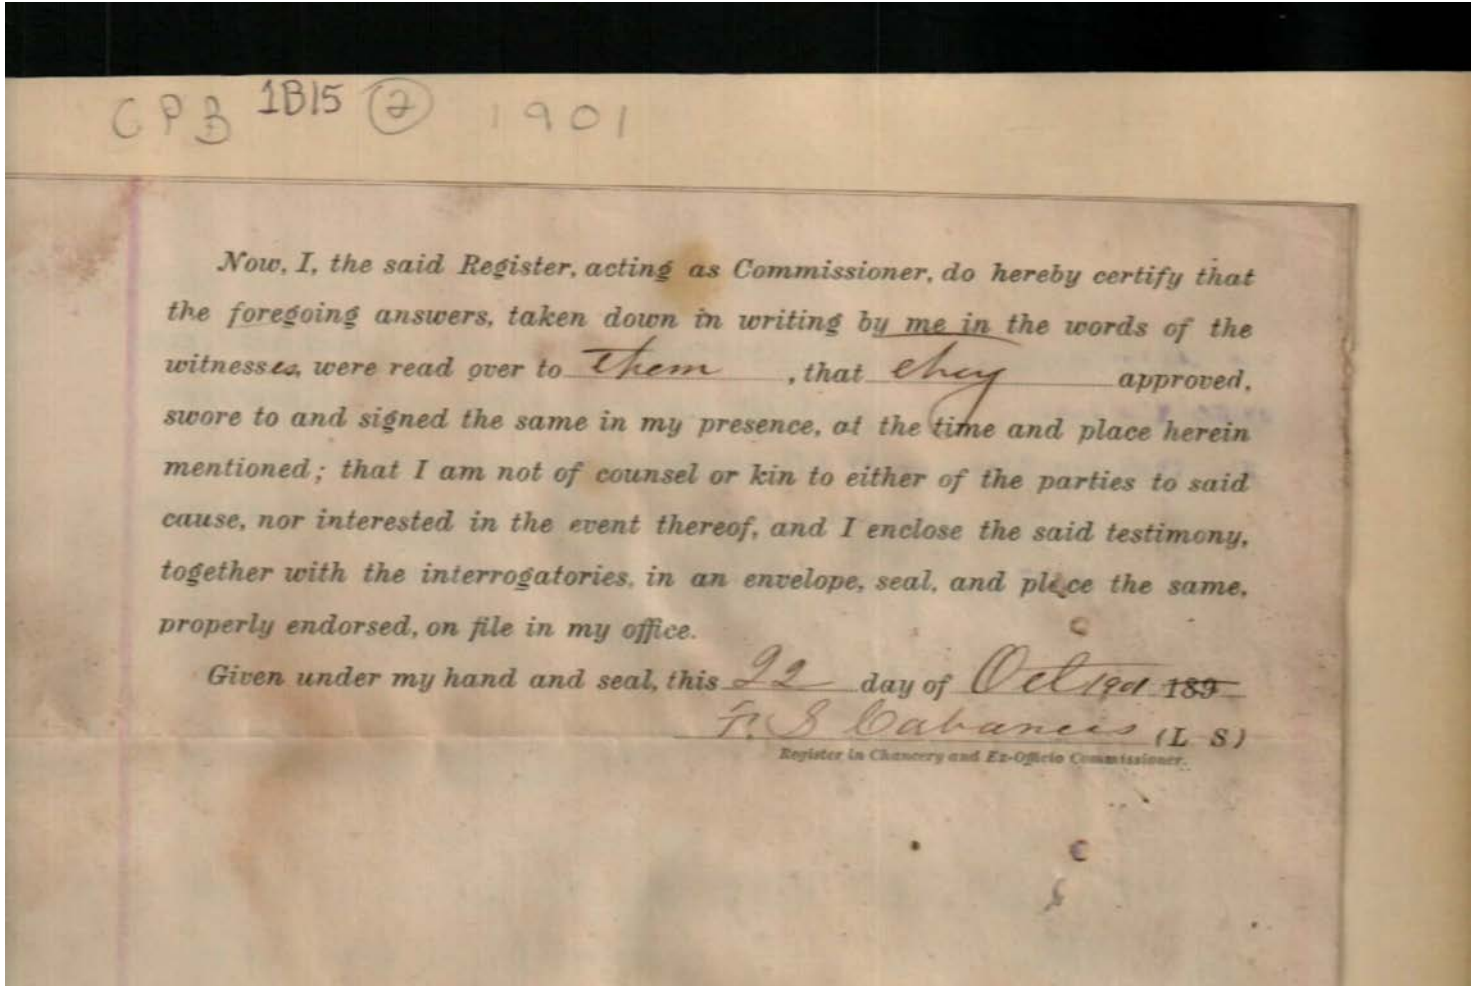 CPB 1B15 2 1901
Now, I, the said Register, acting as Commissioner, do hereby certify that
the foregoing answers, taken down in writing by me in the words of the
witnesses, were read over to them, that they approved,
swore to and signed the same in my presence, at the time and place herein
mentioned; that I am not of counsel or kin to either of the parties to said
cause, nor interested in the event thereof, and I enclose the said testimony,
together with the interrogatories, in an envelope, seal, and place the same,
properly endorsed, on file in my office.
Given under my hand and seal, this 22 day of Oct 1901 189
F. S Cabaneis (L S)
Register in Chancery and Ex-Officio Commissioner.